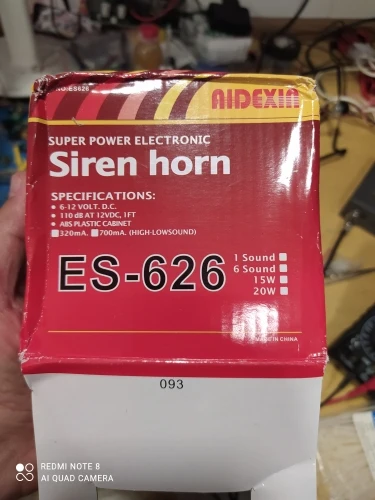 NO.ES626
AIDEXIN
SUPER POWER ELECTRONIC
Siren horn
SPECIFICATIONS:
• 6-12 VOLT. D.C.
• 110 dB AT 12VDC, 1FT
• ABS PLASTIC CABINET
320mA. 700mA. (HIGH-LOWSOUND)
ES-626
1 Sound
6 Sound
15W
20W
MADE IN CHINA
093
REDMI NOTE 8
AI QUAD CAMERA